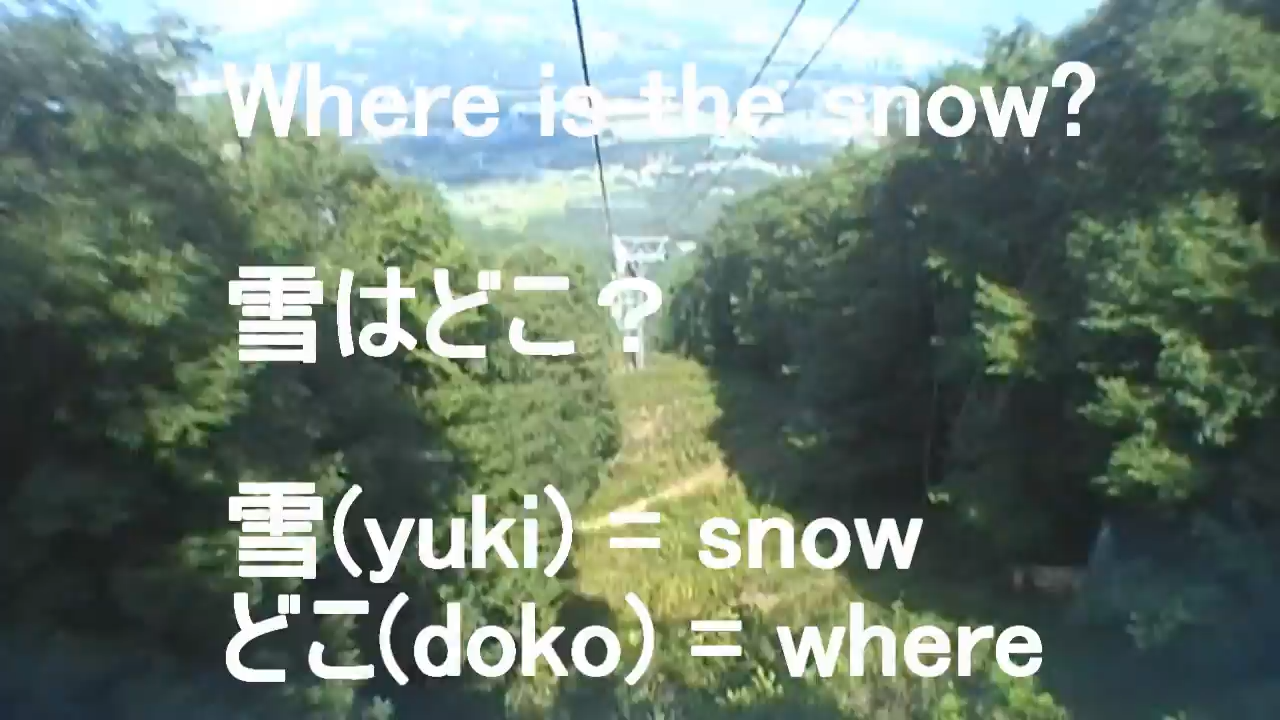 Where is the snow?
雪はどこ？
雪(yuki) = snow
どこ(doko) = where